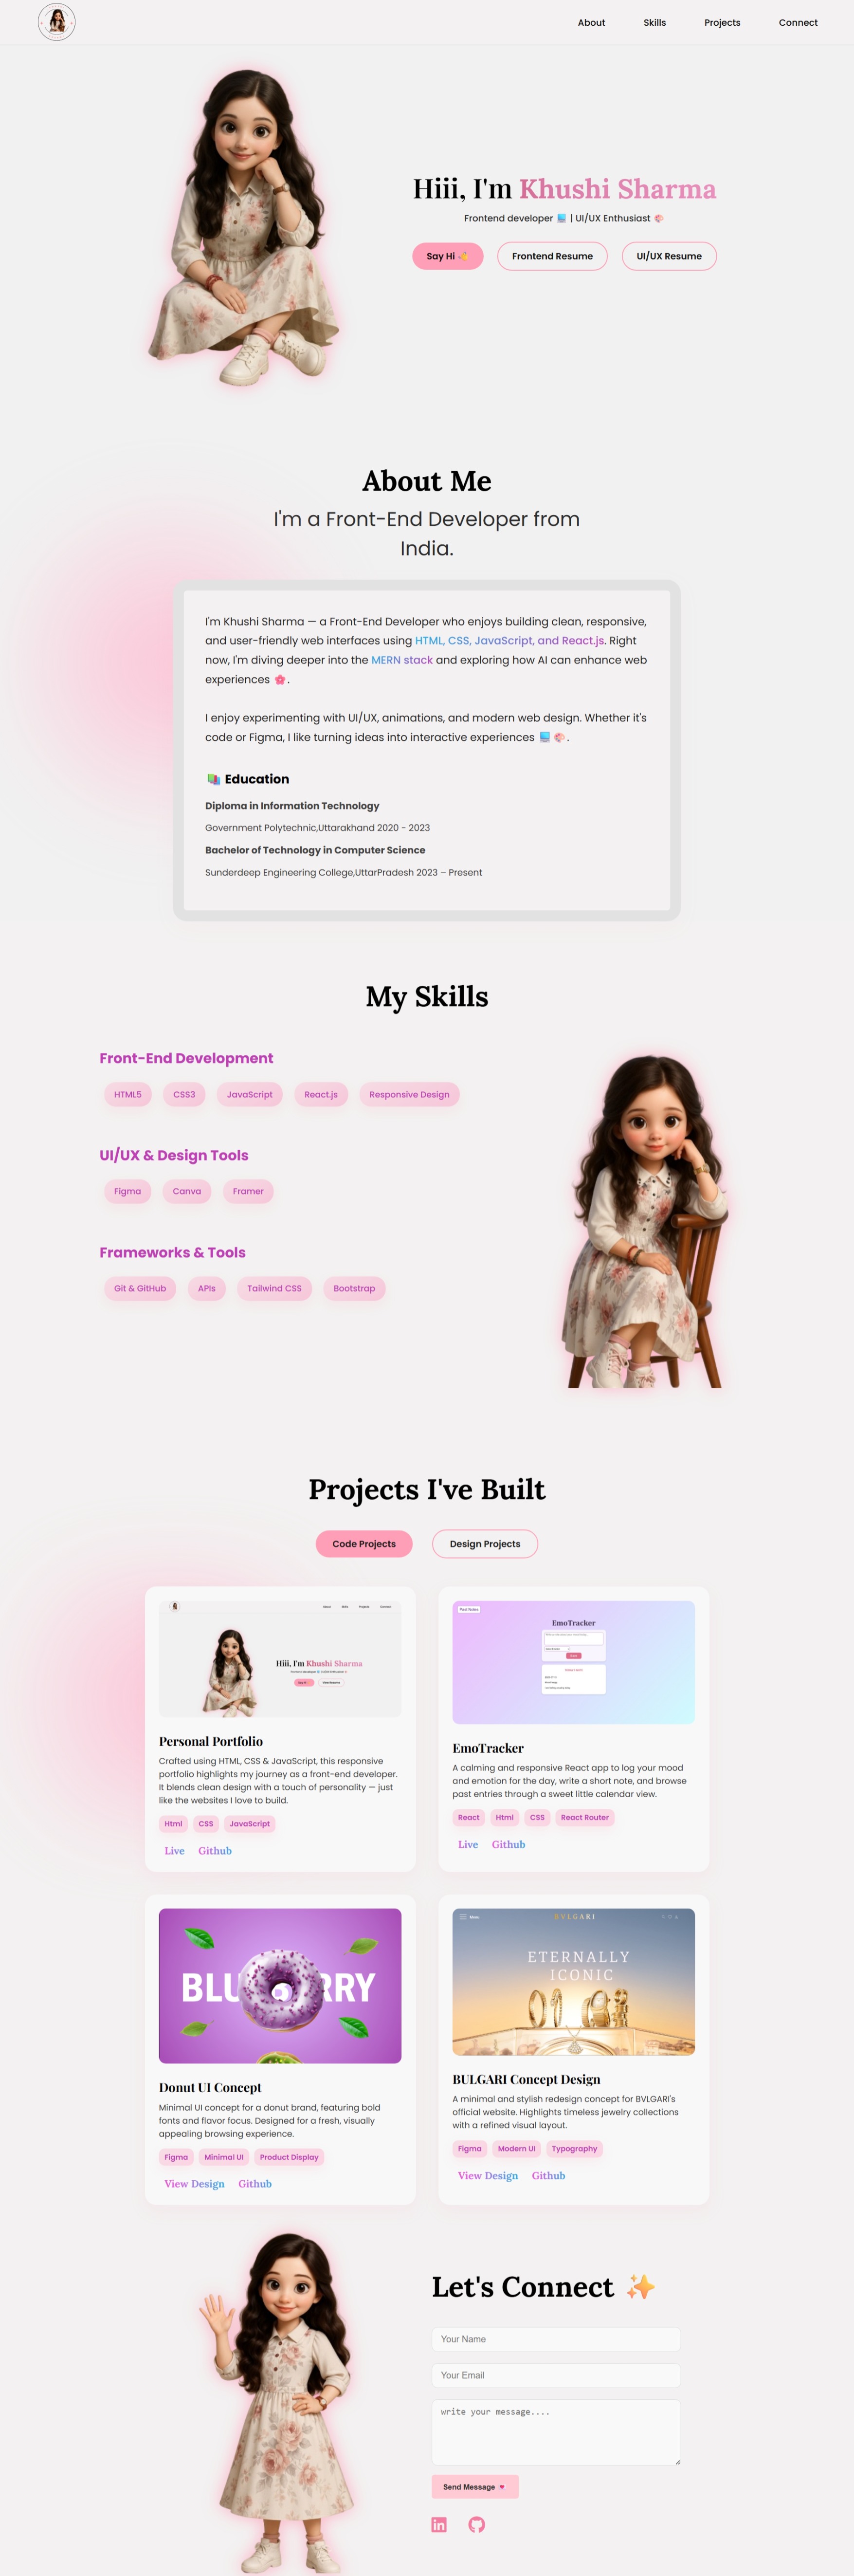 About
Skills
Projects
Connect
Hiii, I'm Khushi Sharma
Frontend developer | UI/UX Enthusiast
Say Hi
Frontend Resume
UI/UX Resume
About Me
I'm a Front-End Developer from
India.
I'm Khushi Sharma — a Front-End Developer who enjoys building clean, responsive,
and user-friendly web interfaces using HTML, CSS, JavaScript, and React.js. Right
now, I'm diving deeper into the MERN stack and exploring how AI can enhance web
experiences 🌸.
I enjoy experimenting with UI/UX, animations, and modern web design. Whether it's
code or Figma, I like turning ideas into interactive experiences 💻🎨.
📚 Education
Diploma in Information Technology
Government Polytechnic,Uttarakhand 2020 - 2023
Bachelor of Technology in Computer Science
Sunderdeep Engineering College,UttarPradesh 2023 – Present
My Skills
Front-End Development
HTML5
CSS3
JavaScript
React.js
Responsive Design
UI/UX & Design Tools
Figma
Canva
Framer
Frameworks & Tools
Git & GitHub
APIs
Tailwind CSS
Bootstrap
Projects I've Built
Code Projects
Design Projects
Hiii, I'm Khushi Sharma
Personal Portfolio
Crafted using HTML, CSS & JavaScript, this responsive
portfolio highlights my journey as a front-end developer.
It blends clean design with a touch of personality — just
like the websites I love to build.
Html
CSS
JavaScript
Live
Github
Past Notes
EmoTracker
EmoTracker
A calming and responsive React app to log your mood
and emotion for the day, write a short note, and browse
past entries through a sweet little calendar view.
React
Html
CSS
React Router
Live
Github
Donut UI Concept
Minimal UI concept for a donut brand, featuring bold
fonts and flavor focus. Designed for a fresh, visually
appealing browsing experience.
Figma
Minimal UI
Product Display
View Design
Github
Menu
BVLGARI
ETERNALLY
ICONIC
BULGARI Concept Design
A minimal and stylish redesign concept for BVLGARI's
official website. Highlights timeless jewelry collections
with a refined visual layout.
Figma
Modern UI
Typography
View Design
Github
Let's Connect ✨
Your Name
Your Email
write your message....
Send Message